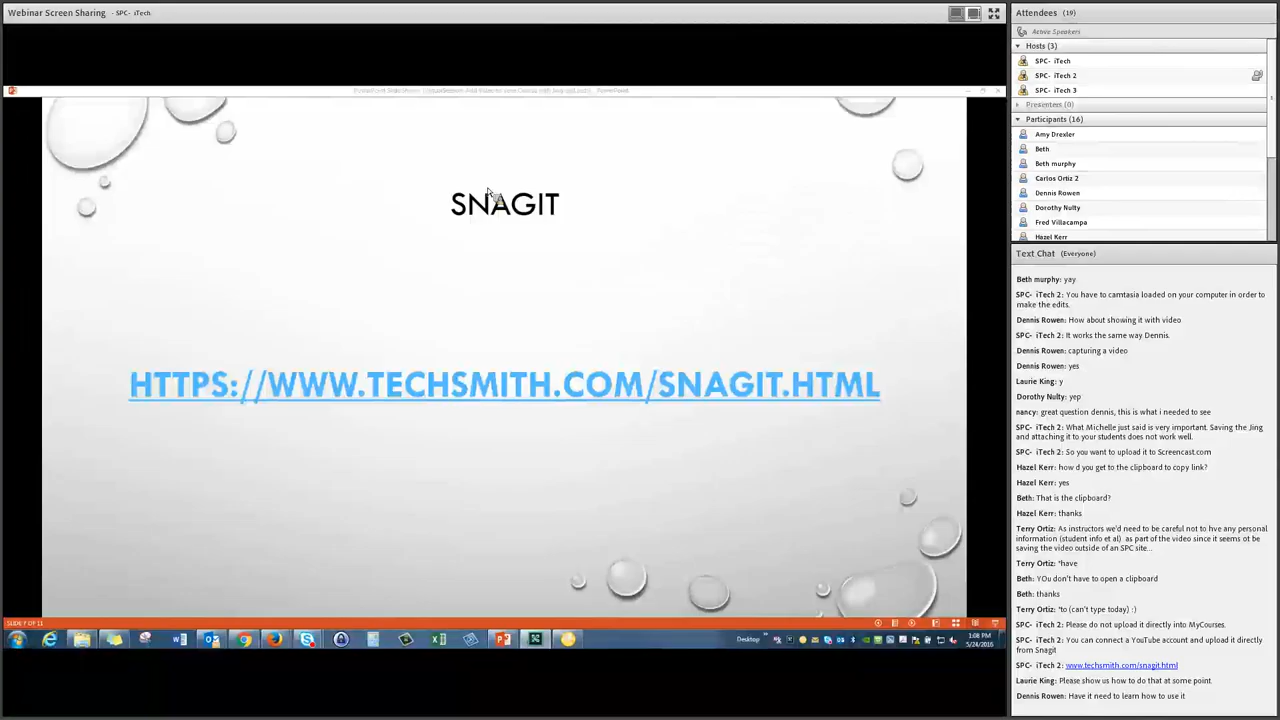 Webinar Screen Sharing - SPC- iTech
SNAGIT
HTTPS://WWW.TECHSMITH.COM/SNAGIT.HTML
SLIDE 7 OF 11
Desktop
1:08 PM
5/24/2016
Attendees (19)
Active Speakers
Hosts (3)
SPC- iTech
SPC- iTech 2
SPC- iTech 3
Presenters (0)
Participants (16)
Amy Drexler
Beth
Beth murphy
Carlos Ortiz 2
Dennis Rowen
Dorothy Nulty
Fred Villacampa
Hazel Kerr
Text Chat (Everyone)
Beth murphy: yay
SPC- iTech 2: You have to camtasia loaded on your computer in order to
make the edits.
Dennis Rowen: How about showing it with video
SPC- iTech 2: It works the same way Dennis.
Dennis Rowen: capturing a video
Dennis Rowen: yes
Laurie King: y
Dorothy Nulty: yep
nancy: great question dennis, this is what i needed to see
SPC- iTech 2: What Michelle just said is very important. Saving the Jing
and attaching it to your students does not work well.
SPC- iTech 2: So you want to upload it to Screencast.com
Hazel Kerr: how d yuo get to the clipboard to copy link?
Hazel Kerr: yes
Beth: That is the clipboard?
Hazel Kerr: thanks
Terry Ortiz: As instructors we'd need to be careful not to hve any personal
information (student info et al) as part of the video since it seems ot be
saving the video outside of an SPC site...
Terry Ortiz: *have
Beth: YOu don't have to open a clipboard
Beth: thanks
Terry Ortiz: *to (can't type today) :)
SPC- iTech 2: Please do not upload it directly into MyCourses.
SPC- iTech 2: You can connect a YouTube account and upload it directly
from Snagit
SPC- iTech 2: www.techsmith.com/snagit.html
Laurie King: Please show us how to do that at some point.
Dennis Rowen: Have it need to learn how to use it